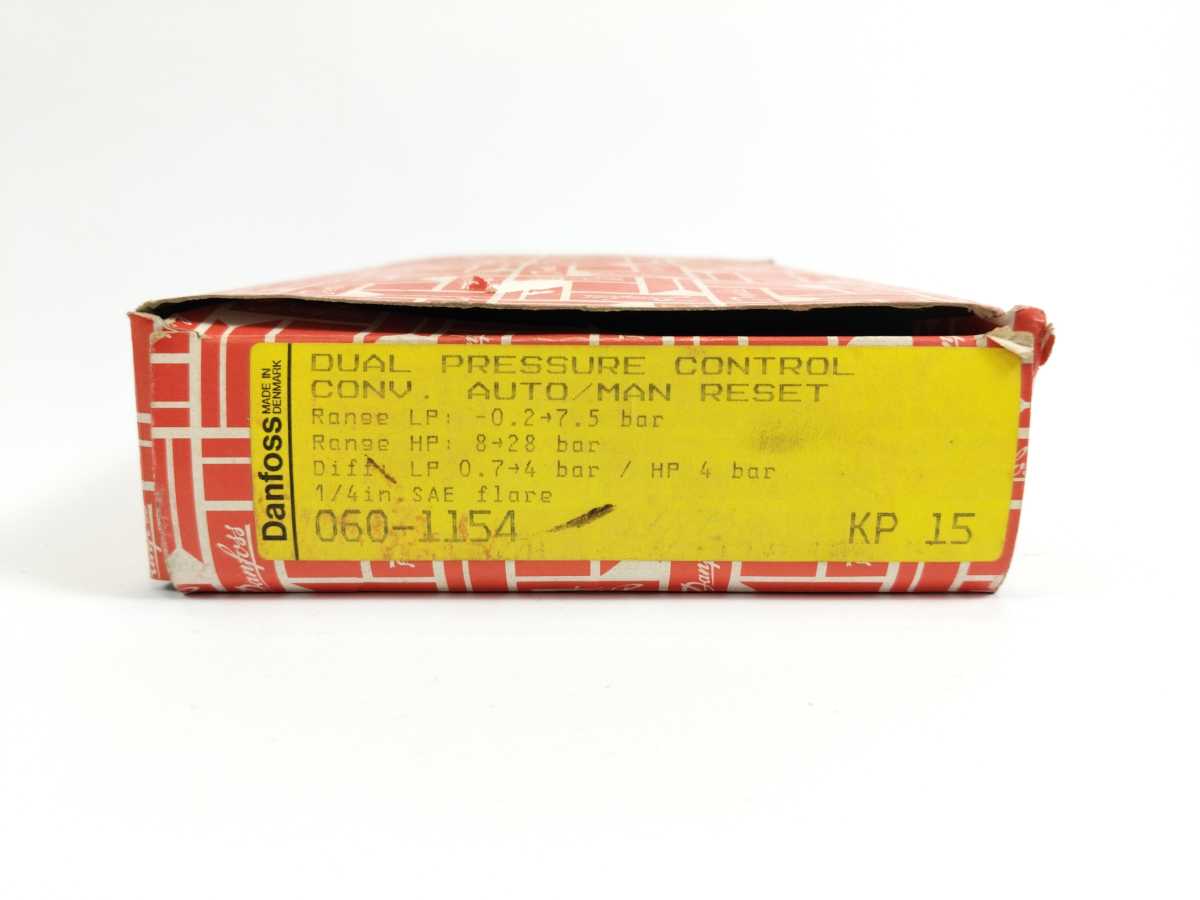 DUAL PRESSURE CONTROL
CONV. AUTO/MAN RESET
Range LP: -0.2→7.5 bar
Range HP: 8→28 bar
Diff: LP 0.7→4 bar / HP 4 bar
1/4in.SAE flare
060-1154 KP 15
Danfoss
MADE IN
DENMARK
Danfoss